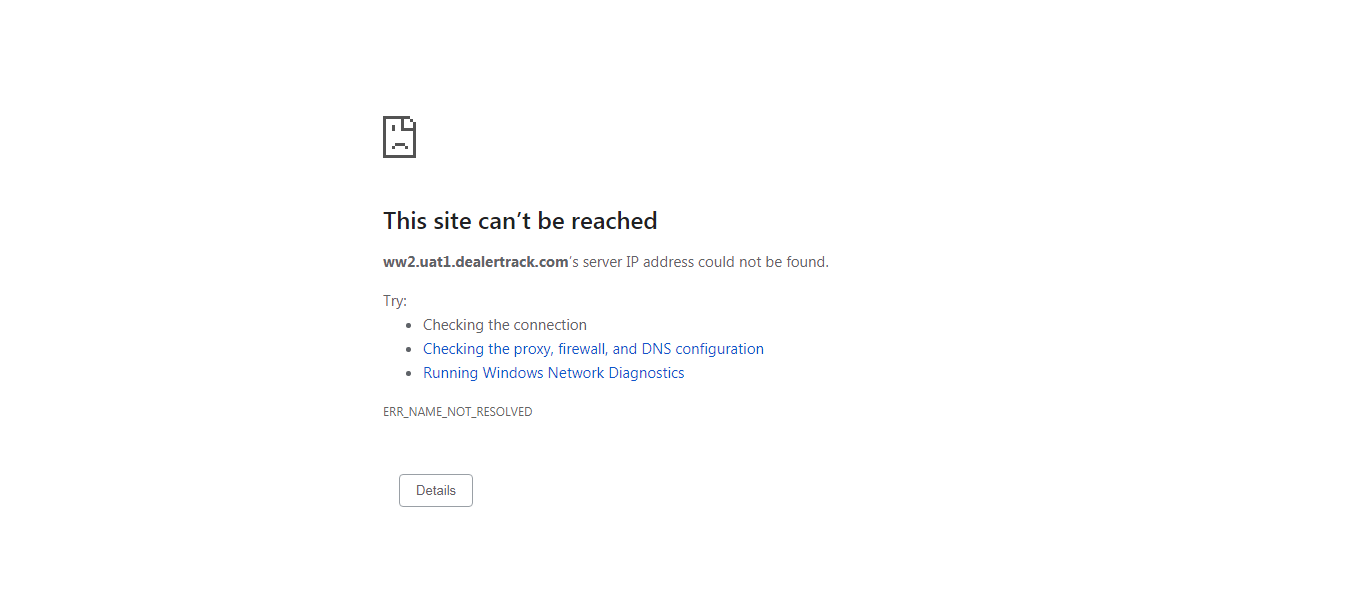 This site can’t be reached
ww2.uat1.dealertrack.com’s server IP address could not be found.
Try:
• Checking the connection
• Checking the proxy, firewall, and DNS configuration
• Running Windows Network Diagnostics
ERR_NAME_NOT_RESOLVED
Details